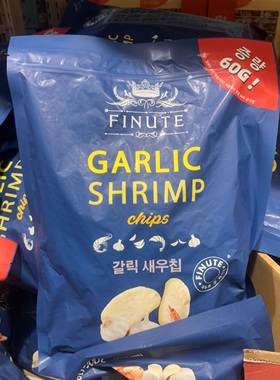 증량
60G!
FINUTE
GARLIC
SHRIMP
chips
갈릭 새우칩
FINUTE